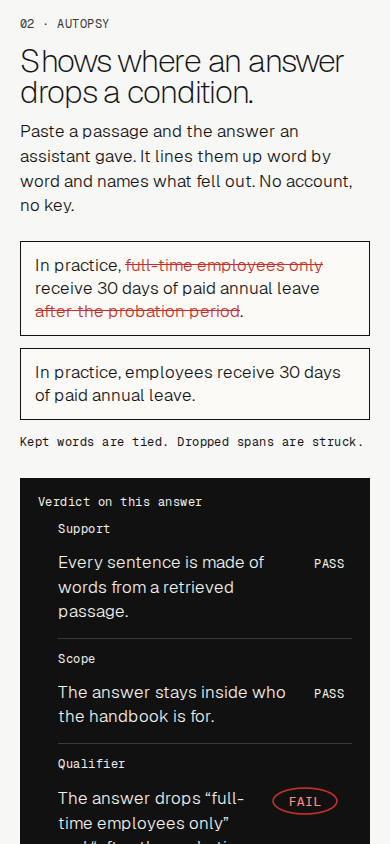 02 · AUTOPSY
Shows where an answer
drops a condition.
Paste a passage and the answer an
assistant gave. It lines them up word by
word and names what fell out. No account,
no key.
In practice, full-time employees only
receive 30 days of paid annual leave
after the probation period.
In practice, employees receive 30 days
of paid annual leave.
Kept words are tied. Dropped spans are struck.
Verdict on this answer
Support
Every sentence is made of
words from a retrieved
passage.
PASS
Scope
The answer stays inside who
the handbook is for.
PASS
Qualifier
The answer drops “full-
time employees only”
FAIL